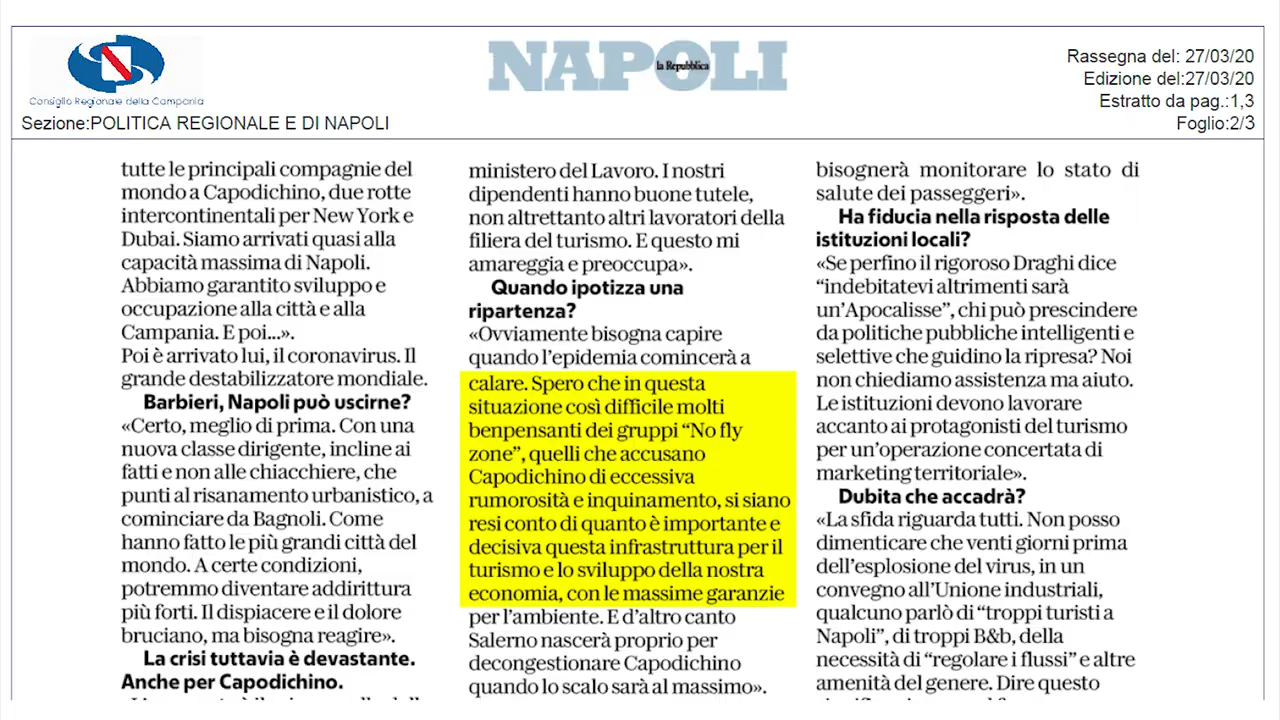 Consiglio Regionale della Campania
Sezione:POLITICA REGIONALE E DI NAPOLI
NAPOLI
la Repubblica
Rassegna del: 27/03/20
Edizione del:27/03/20
Estratto da pag.:1,3
Foglio:2/3
tutte le principali compagnie del
mondo a Capodichino, due rotte
intercontinentali per New York e
Dubai. Siamo arrivati quasi alla
capacità massima di Napoli.
Abbiamo garantito sviluppo e
occupazione alla città e alla
Campania. E poi...».
Poi è arrivato lui, il coronavirus. Il
grande destabilizzatore mondiale.
Barbieri, Napoli può uscirne?
«Certo, meglio di prima. Con una
nuova classe dirigente, incline ai
fatti e non alle chiacchiere, che
punti al risanamento urbanistico, a
cominciare da Bagnoli. Come
hanno fatto le più grandi città del
mondo. A certe condizioni,
potremmo diventare addirittura
più forti. Il dispiacere e il dolore
bruciano, ma bisogna reagire».
La crisi tuttavia è devastante.
Anche per Capodichino.
ministero del Lavoro. I nostri
dipendenti hanno buone tutele,
non altrettanto altri lavoratori della
filiera del turismo. E questo mi
amareggia e preoccupa».
Quando ipotizza una
ripartenza?
«Ovviamente bisogna capire
quando l'epidemia comincerà a
calare. Spero che in questa
situazione così difficile molti
benpensanti dei gruppi “No fly
zone”, quelli che accusano
Capodichino di eccessiva
rumorosità e inquinamento, si siano
resi conto di quanto è importante e
decisiva questa infrastruttura per il
turismo e lo sviluppo della nostra
economia, con le massime garanzie
per l'ambiente. E d'altro canto
Salerno nascerà proprio per
decongestionare Capodichino
quando lo scalo sarà al massimo».
bisognerà monitorare lo stato di
salute dei passeggeri».
Ha fiducia nella risposta delle
istituzioni locali?
«Se perfino il rigoroso Draghi dice
“indebitatevi altrimenti sarà
un'Apocalisse”, chi può prescindere
da politiche pubbliche intelligenti e
selettive che guidino la ripresa? Noi
non chiediamo assistenza ma aiuto.
Le istituzioni devono lavorare
accanto ai protagonisti del turismo
per un'operazione concertata di
marketing territoriale».
Dubita che accadrà?
«La sfida riguarda tutti. Non posso
dimenticare che venti giorni prima
dell'esplosione del virus, in un
convegno all'Unione industriali,
qualcuno parlò di “troppi turisti a
Napoli”, di troppi B&b, della
necessità di “regolare i flussi” e altre
amenità del genere. Dire questo